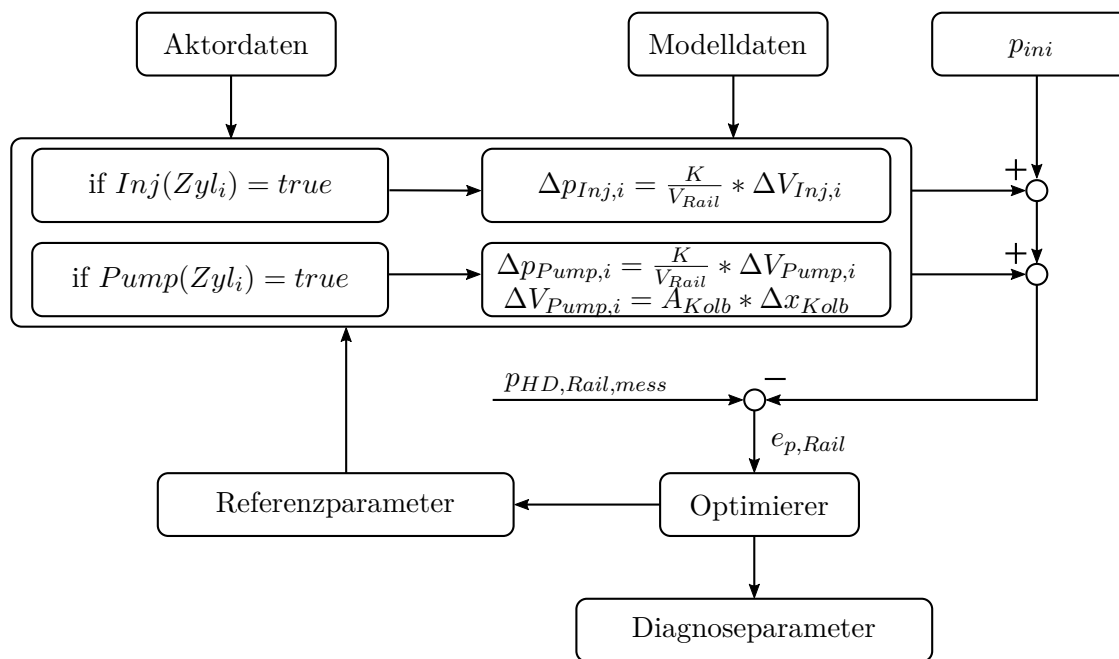 Aktordaten
Modelldaten
p_{ini}
if Inj(Zyl_i) = true
Δp_{Inj,i} = \frac{K}{V_{Rail}} * ΔV_{Inj,i}
+
if Pump(Zyl_i) = true
Δp_{Pump,i} = \frac{K}{V_{Rail}} * ΔV_{Pump,i}
ΔV_{Pump,i} = A_{Kolb} * Δx_{Kolb}
+
p_{HD,Rail,mess}
−
e_{p,Rail}
Referenzparameter
Optimierer
Diagnoseparameter